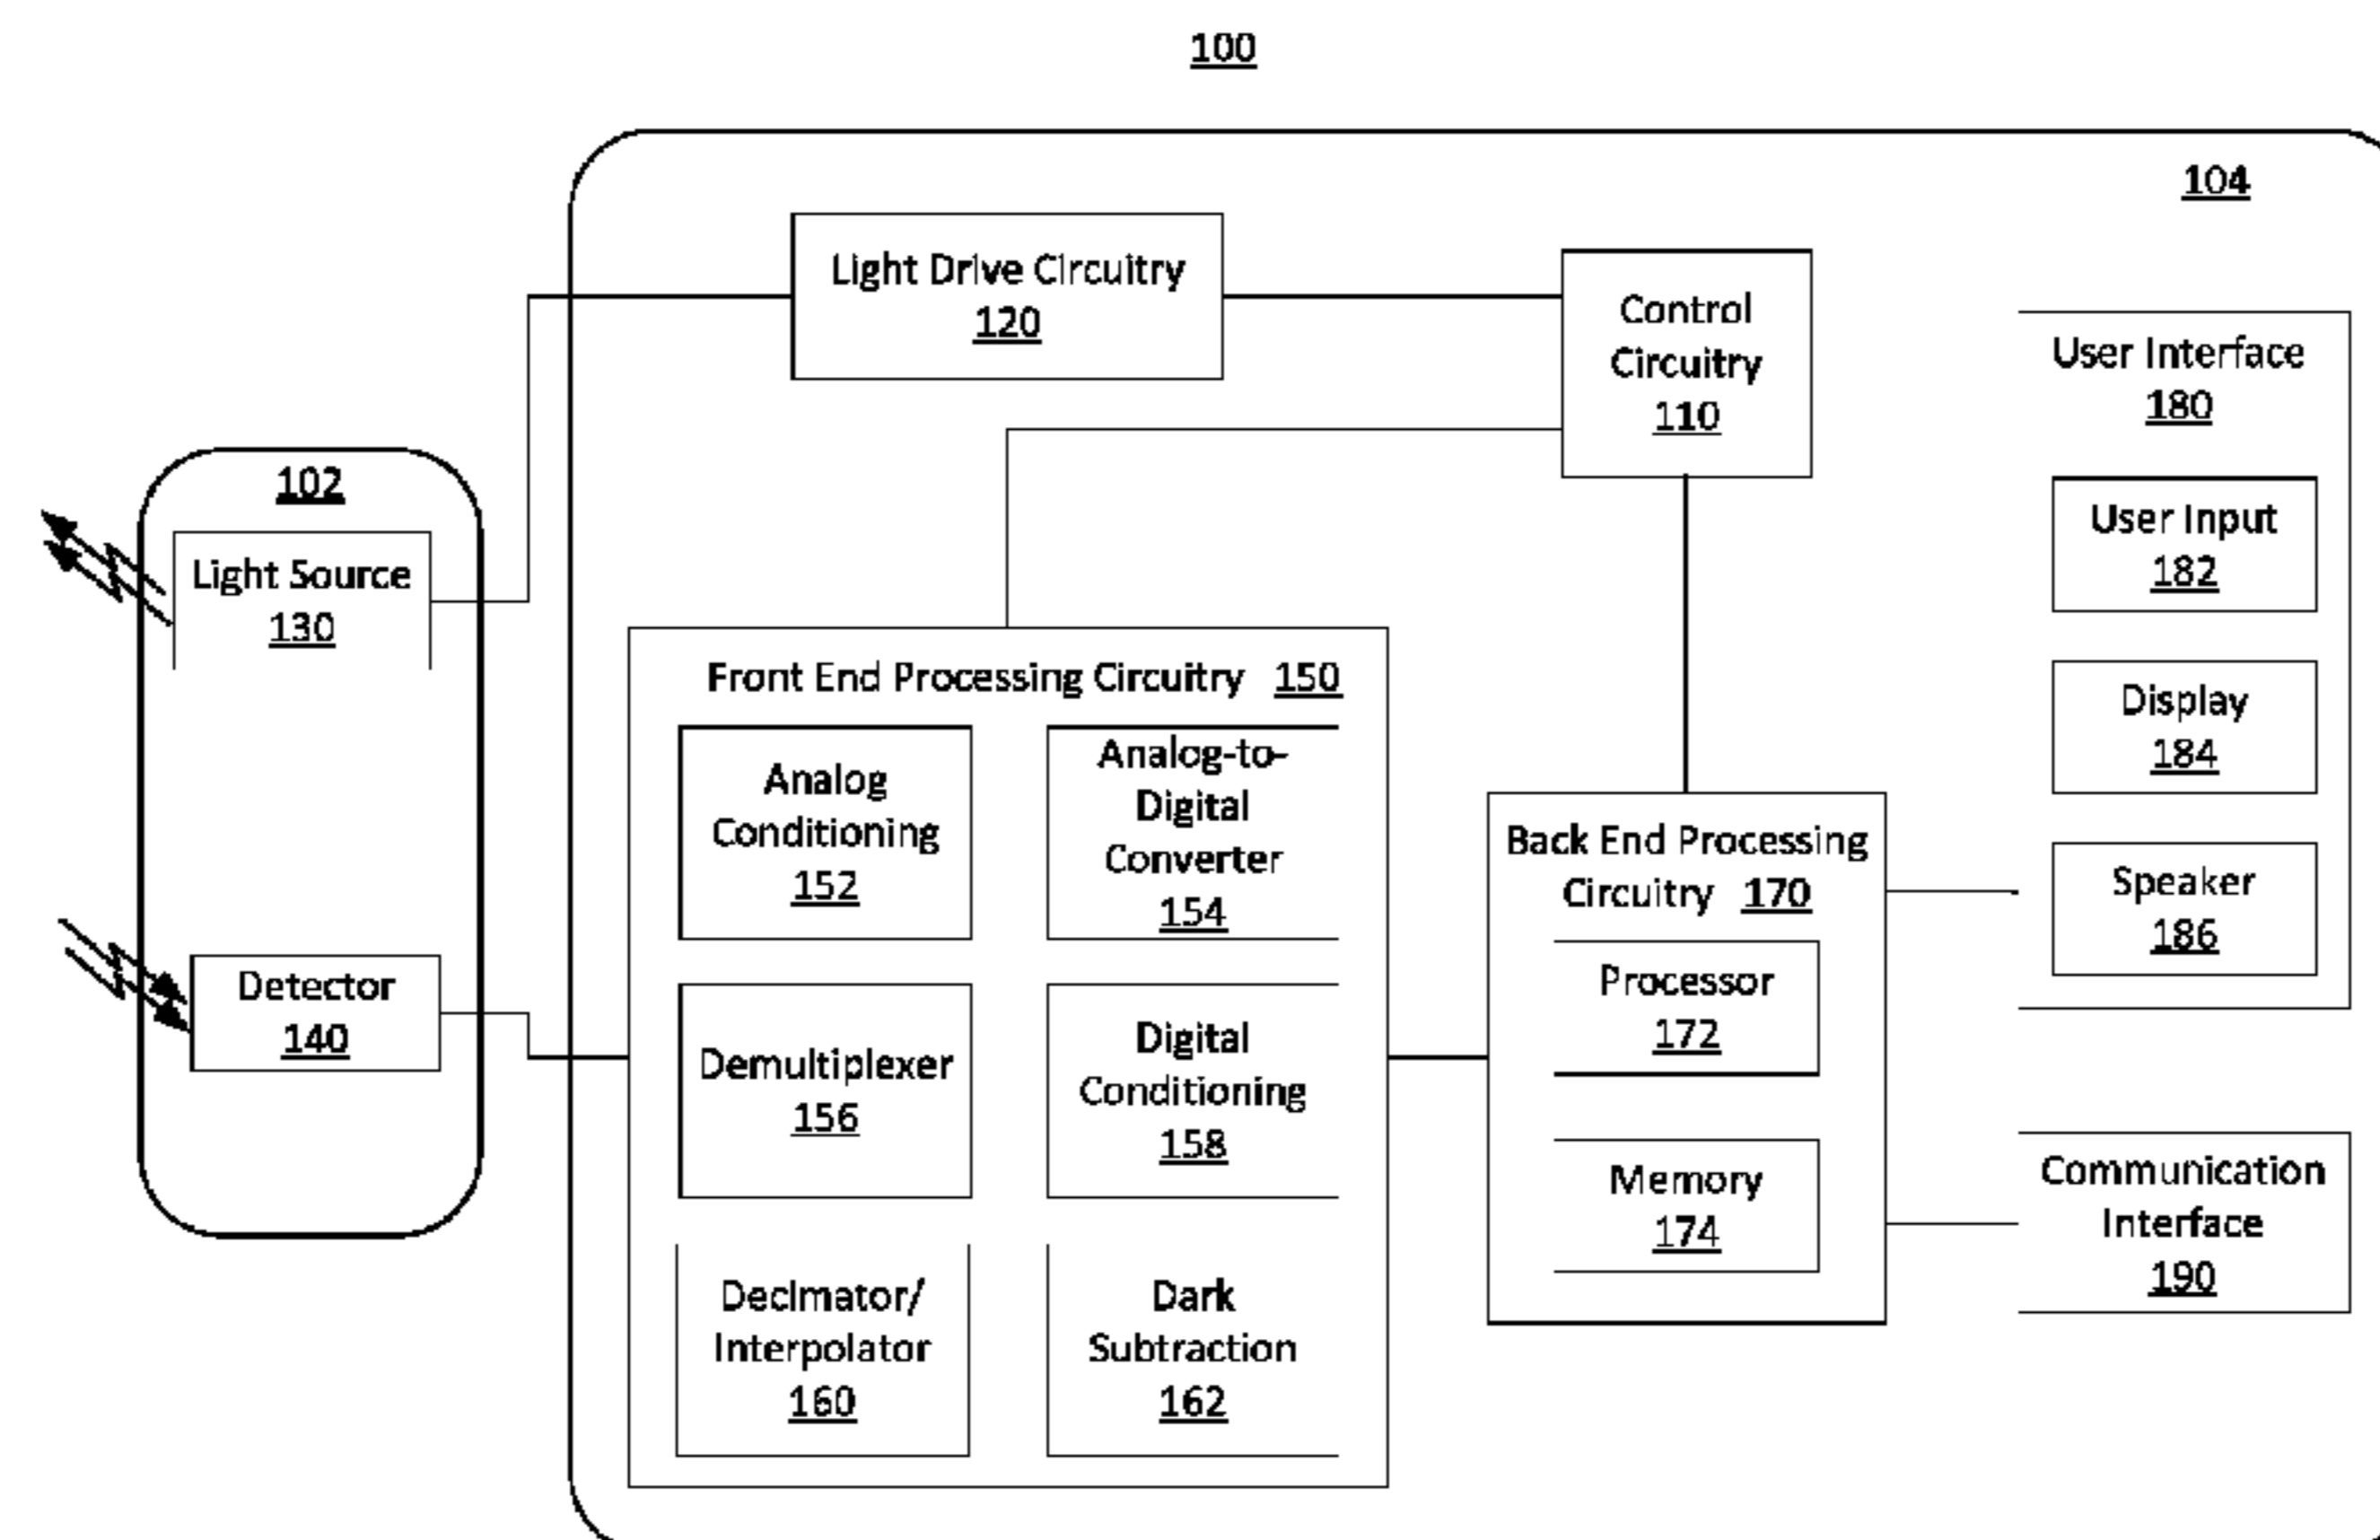 100
104
Light Drive Circuitry
120
Control
Circuitry
110
User Interface
180
User Input
182
Display
184
Speaker
186
102
Light Source
130
Detector
140
Front End Processing Circuitry 150
Analog
Conditioning
152
Analog-to-
Digital
Converter
154
Demultiplexer
156
Digital
Conditioning
158
Decimator/
Interpolator
160
Dark
Subtraction
162
Back End Processing
Circuitry 170
Processor
172
Memory
174
Communication
Interface
190